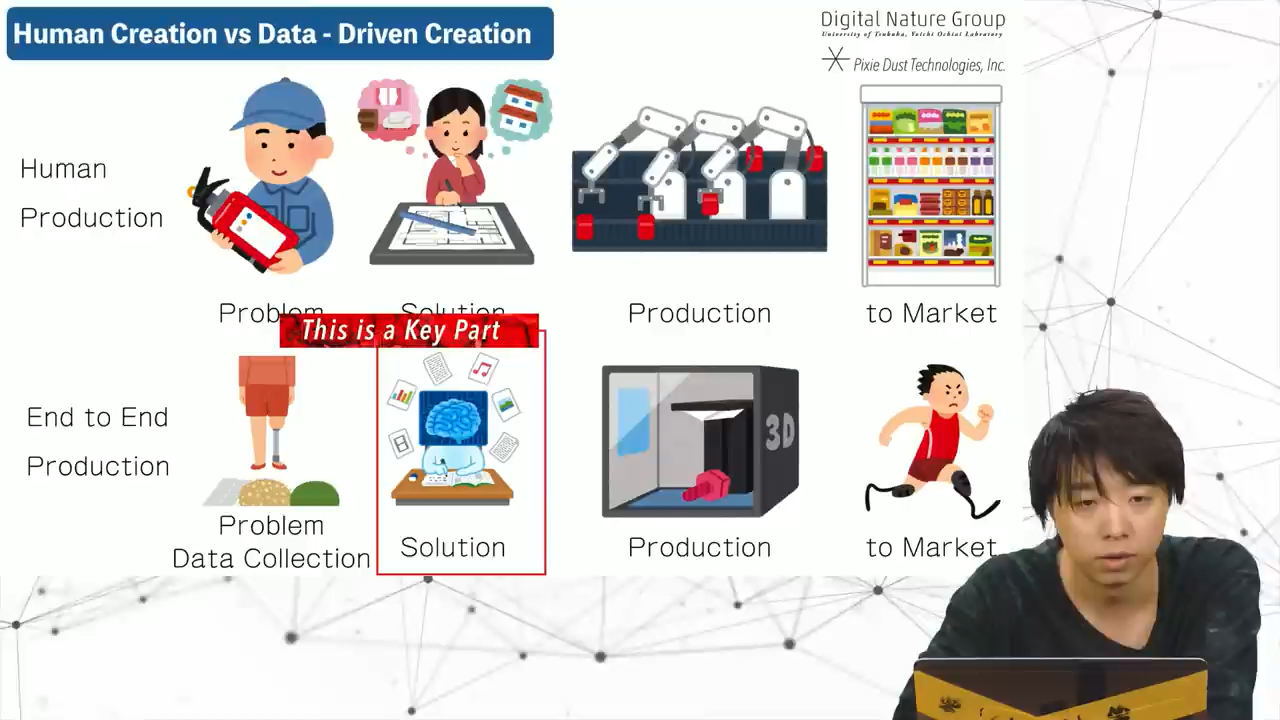 Human Creation vs Data - Driven Creation
Digital Nature Group
University of Tsukuba, Yoichi Ochiai Laboratory
Pixie Dust Technologies, Inc.
Human
Production
Problem
Solution
Production
to Market
This is a Key Part
End to End
Production
3D
Problem
Data Collection
Solution
Production
to Market